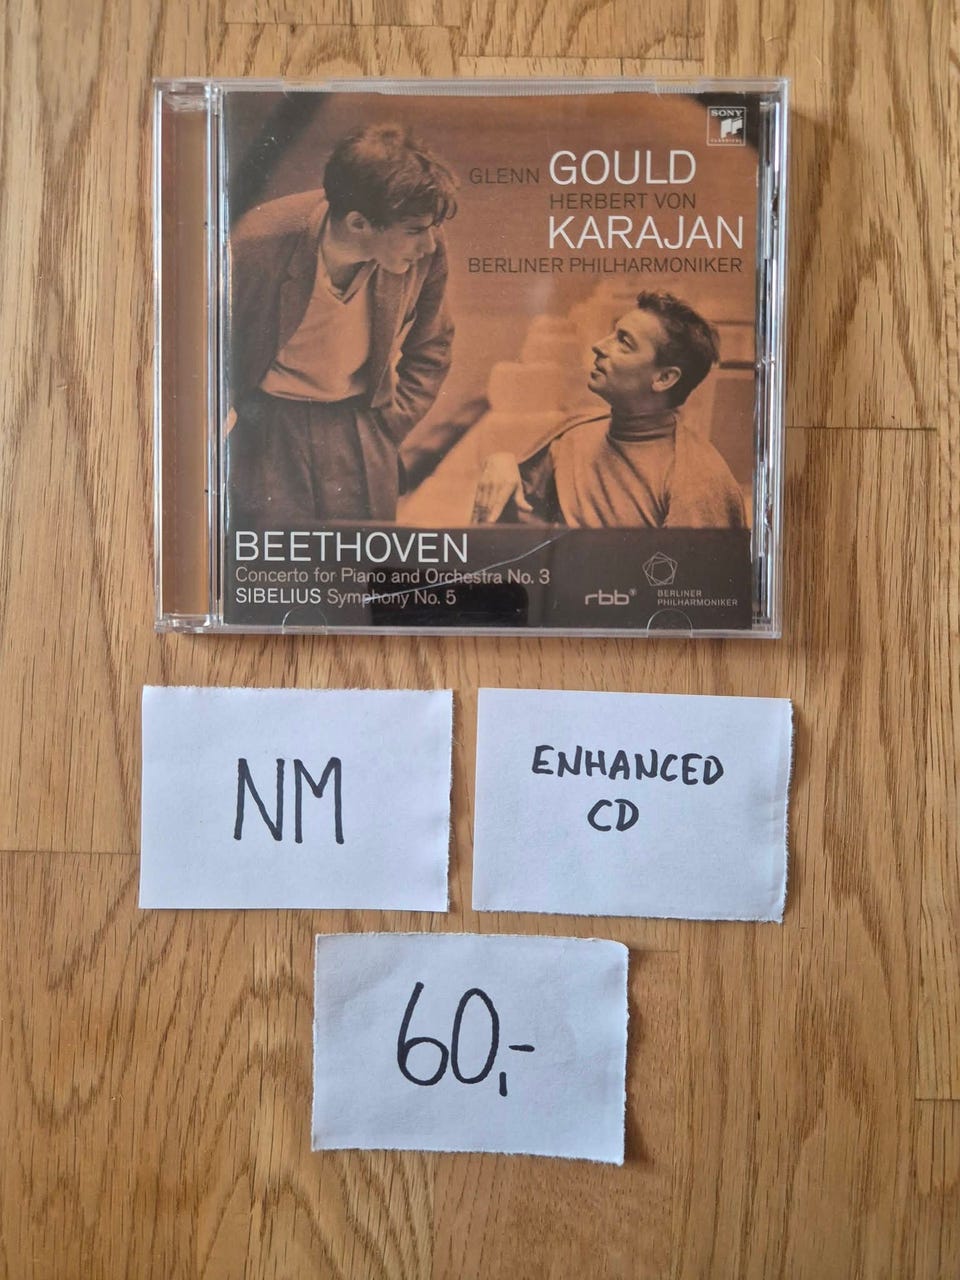 SONY
CLASSICAL
GLENN GOULD
HERBERT VON
KARAJAN
BERLINER PHILHARMONIKER
BEETHOVEN
Concerto for Piano and Orchestra No. 3
SIBELIUS Symphony No. 5
rbb
BERLINER
PHILHARMONIKER
NM
ENHANCED
CD
60,-